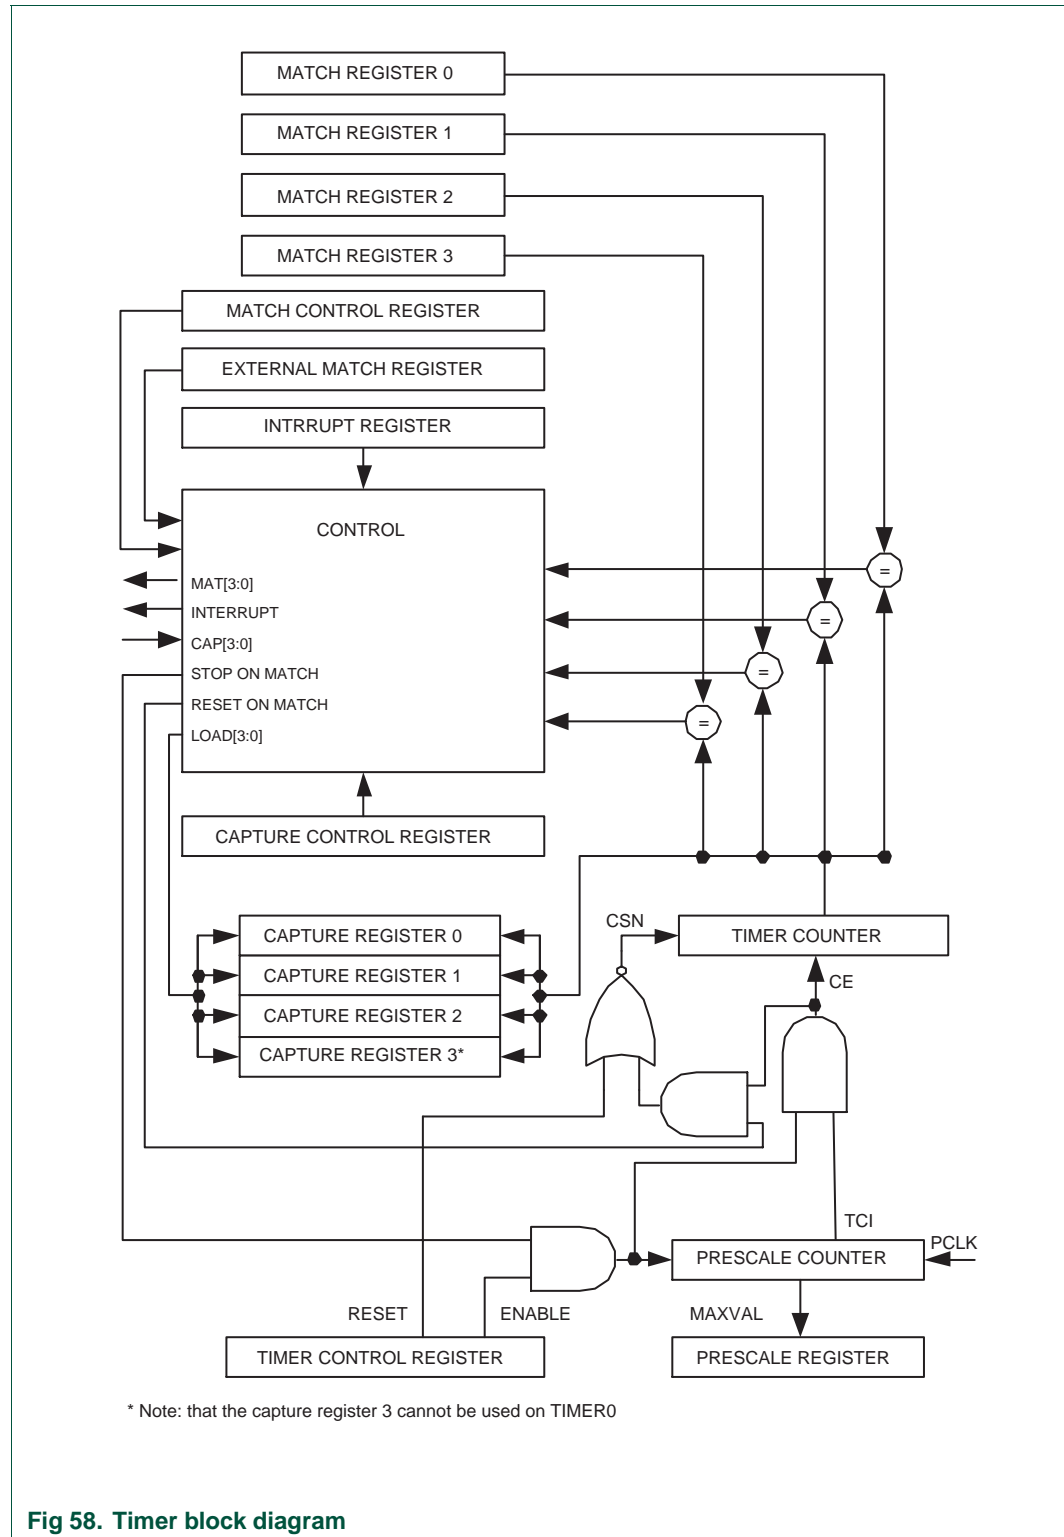 MATCH REGISTER 0
MATCH REGISTER 1
MATCH REGISTER 2
MATCH REGISTER 3
MATCH CONTROL REGISTER
EXTERNAL MATCH REGISTER
INTRRUPT REGISTER
CONTROL
=
=
=
=
MAT[3:0]
INTERRUPT
CAP[3:0]
STOP ON MATCH
RESET ON MATCH
LOAD[3:0]
CAPTURE CONTROL REGISTER
CSN
TIMER COUNTER
CE
CAPTURE REGISTER 0
CAPTURE REGISTER 1
CAPTURE REGISTER 2
CAPTURE REGISTER 3*
TCI
PCLK
PRESCALE COUNTER
RESET
ENABLE
MAXVAL
TIMER CONTROL REGISTER
PRESCALE REGISTER
* Note: that the capture register 3 cannot be used on TIMER0
Fig 58. Timer block diagram